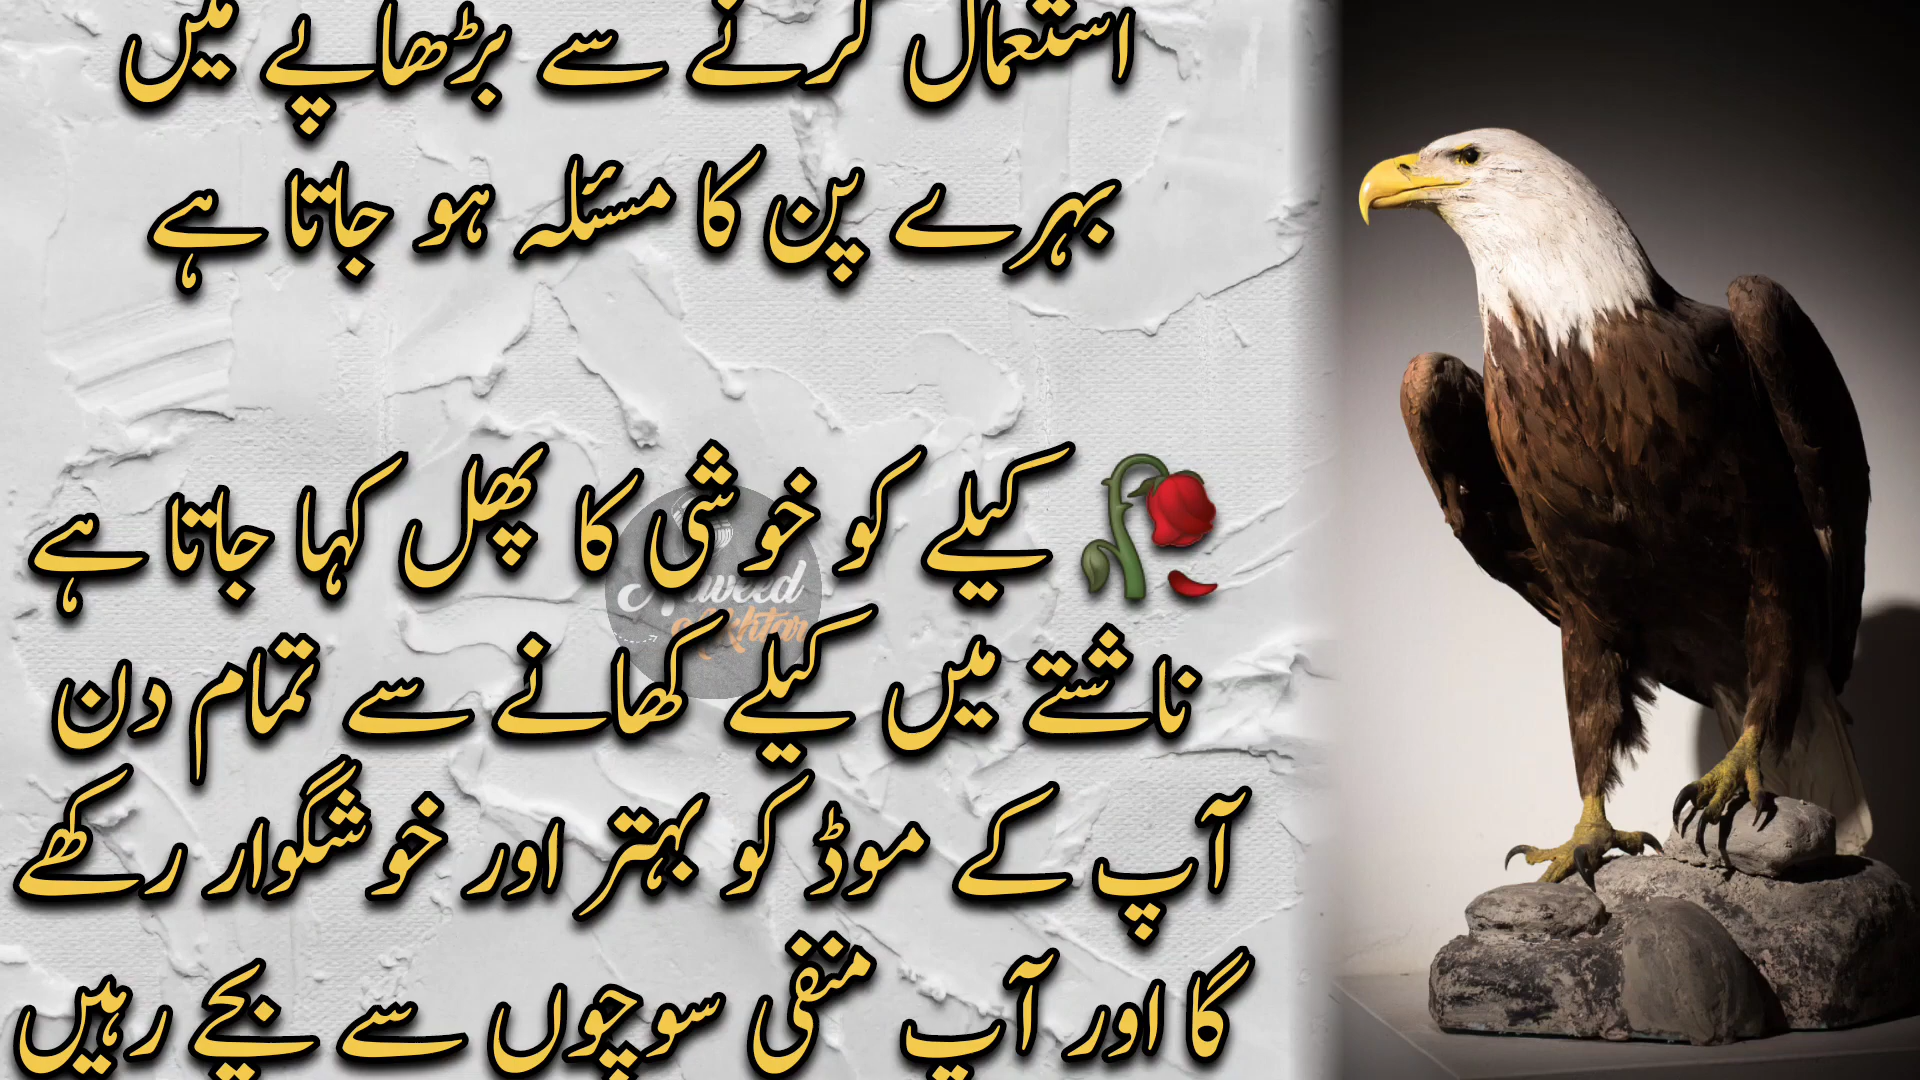 استعمال کرنے سے بڑھاپے میں
بہرے پن کا مسئلہ ہو جاتا ہے
🥀کیلے کو خوشی کا پھل کہا جاتا ہے
ناشتے میں کیلے کھانے سے تمام دن
آپ کے موڈ کو بہتر اور خوشگوار رکھے
گا اور آپ منفی سوچوں سے بچے رہیں
Naweed
Akhtar